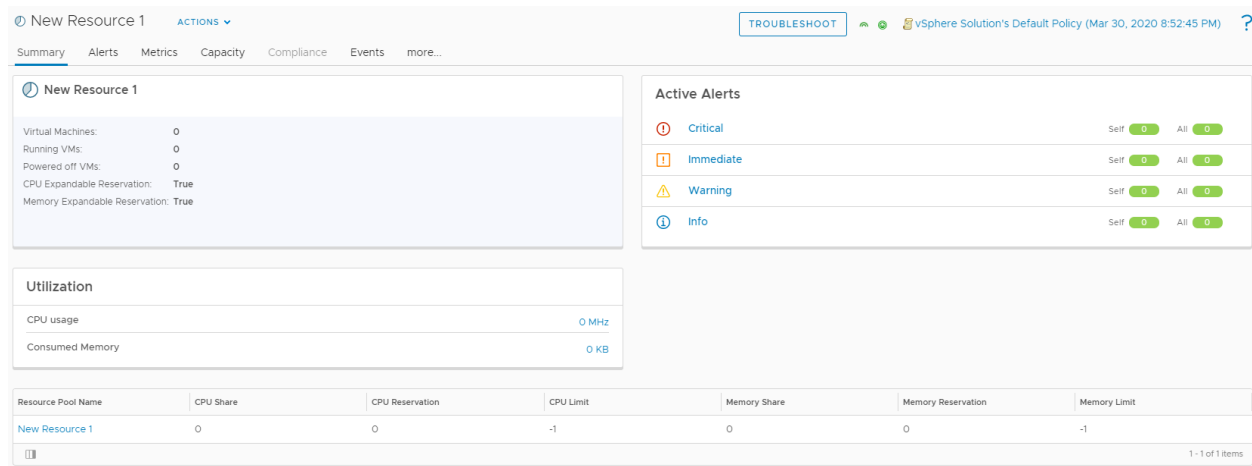 New Resource 1 ACTIONS TROUBLESHOOT vSphere Solution's Default Policy (Mar 30, 2020 8:52:45 PM) ?
Summary Alerts Metrics Capacity Compliance Events more...
New Resource 1
Virtual Machines: 0
Running VMs: 0
Powered off VMs: 0
CPU Expandable Reservation: True
Memory Expandable Reservation: True
Active Alerts
Critical Self 0 All 0
Immediate Self 0 All 0
Warning Self 0 All 0
Info Self 0 All 0
Utilization
CPU usage 0 MHz
Consumed Memory 0 KB
Resource Pool Name CPU Share CPU Reservation CPU Limit Memory Share Memory Reservation Memory Limit
New Resource 1 0 0 -1 0 0 -1
1 - 1 of 1 items